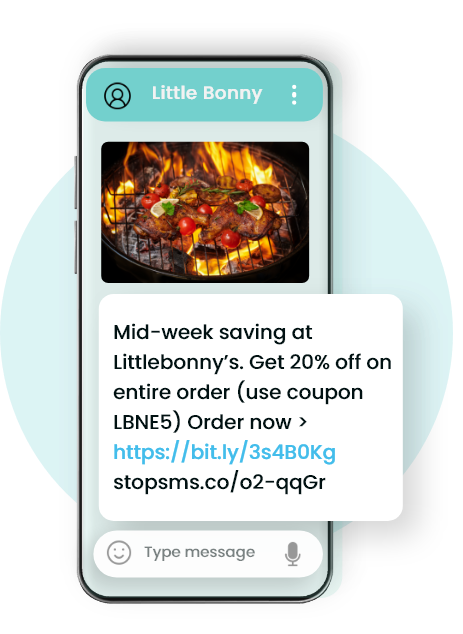 Little Bonny
Mid-week saving at
Littlebonny’s. Get 20% off on
entire order (use coupon
LBNE5) Order now >
https://bit.ly/3s4B0Kg
stopsms.co/o2-qqGr
Type message